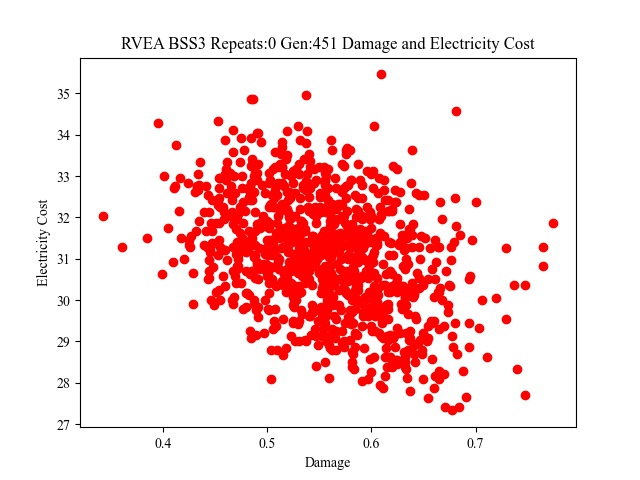 RVEA BSS3 Repeats:0 Gen:451 Damage and Electricity Cost
35
34
33
32
31
30
29
28
27
Electricity Cost
0.4 0.5 0.6 0.7
Damage